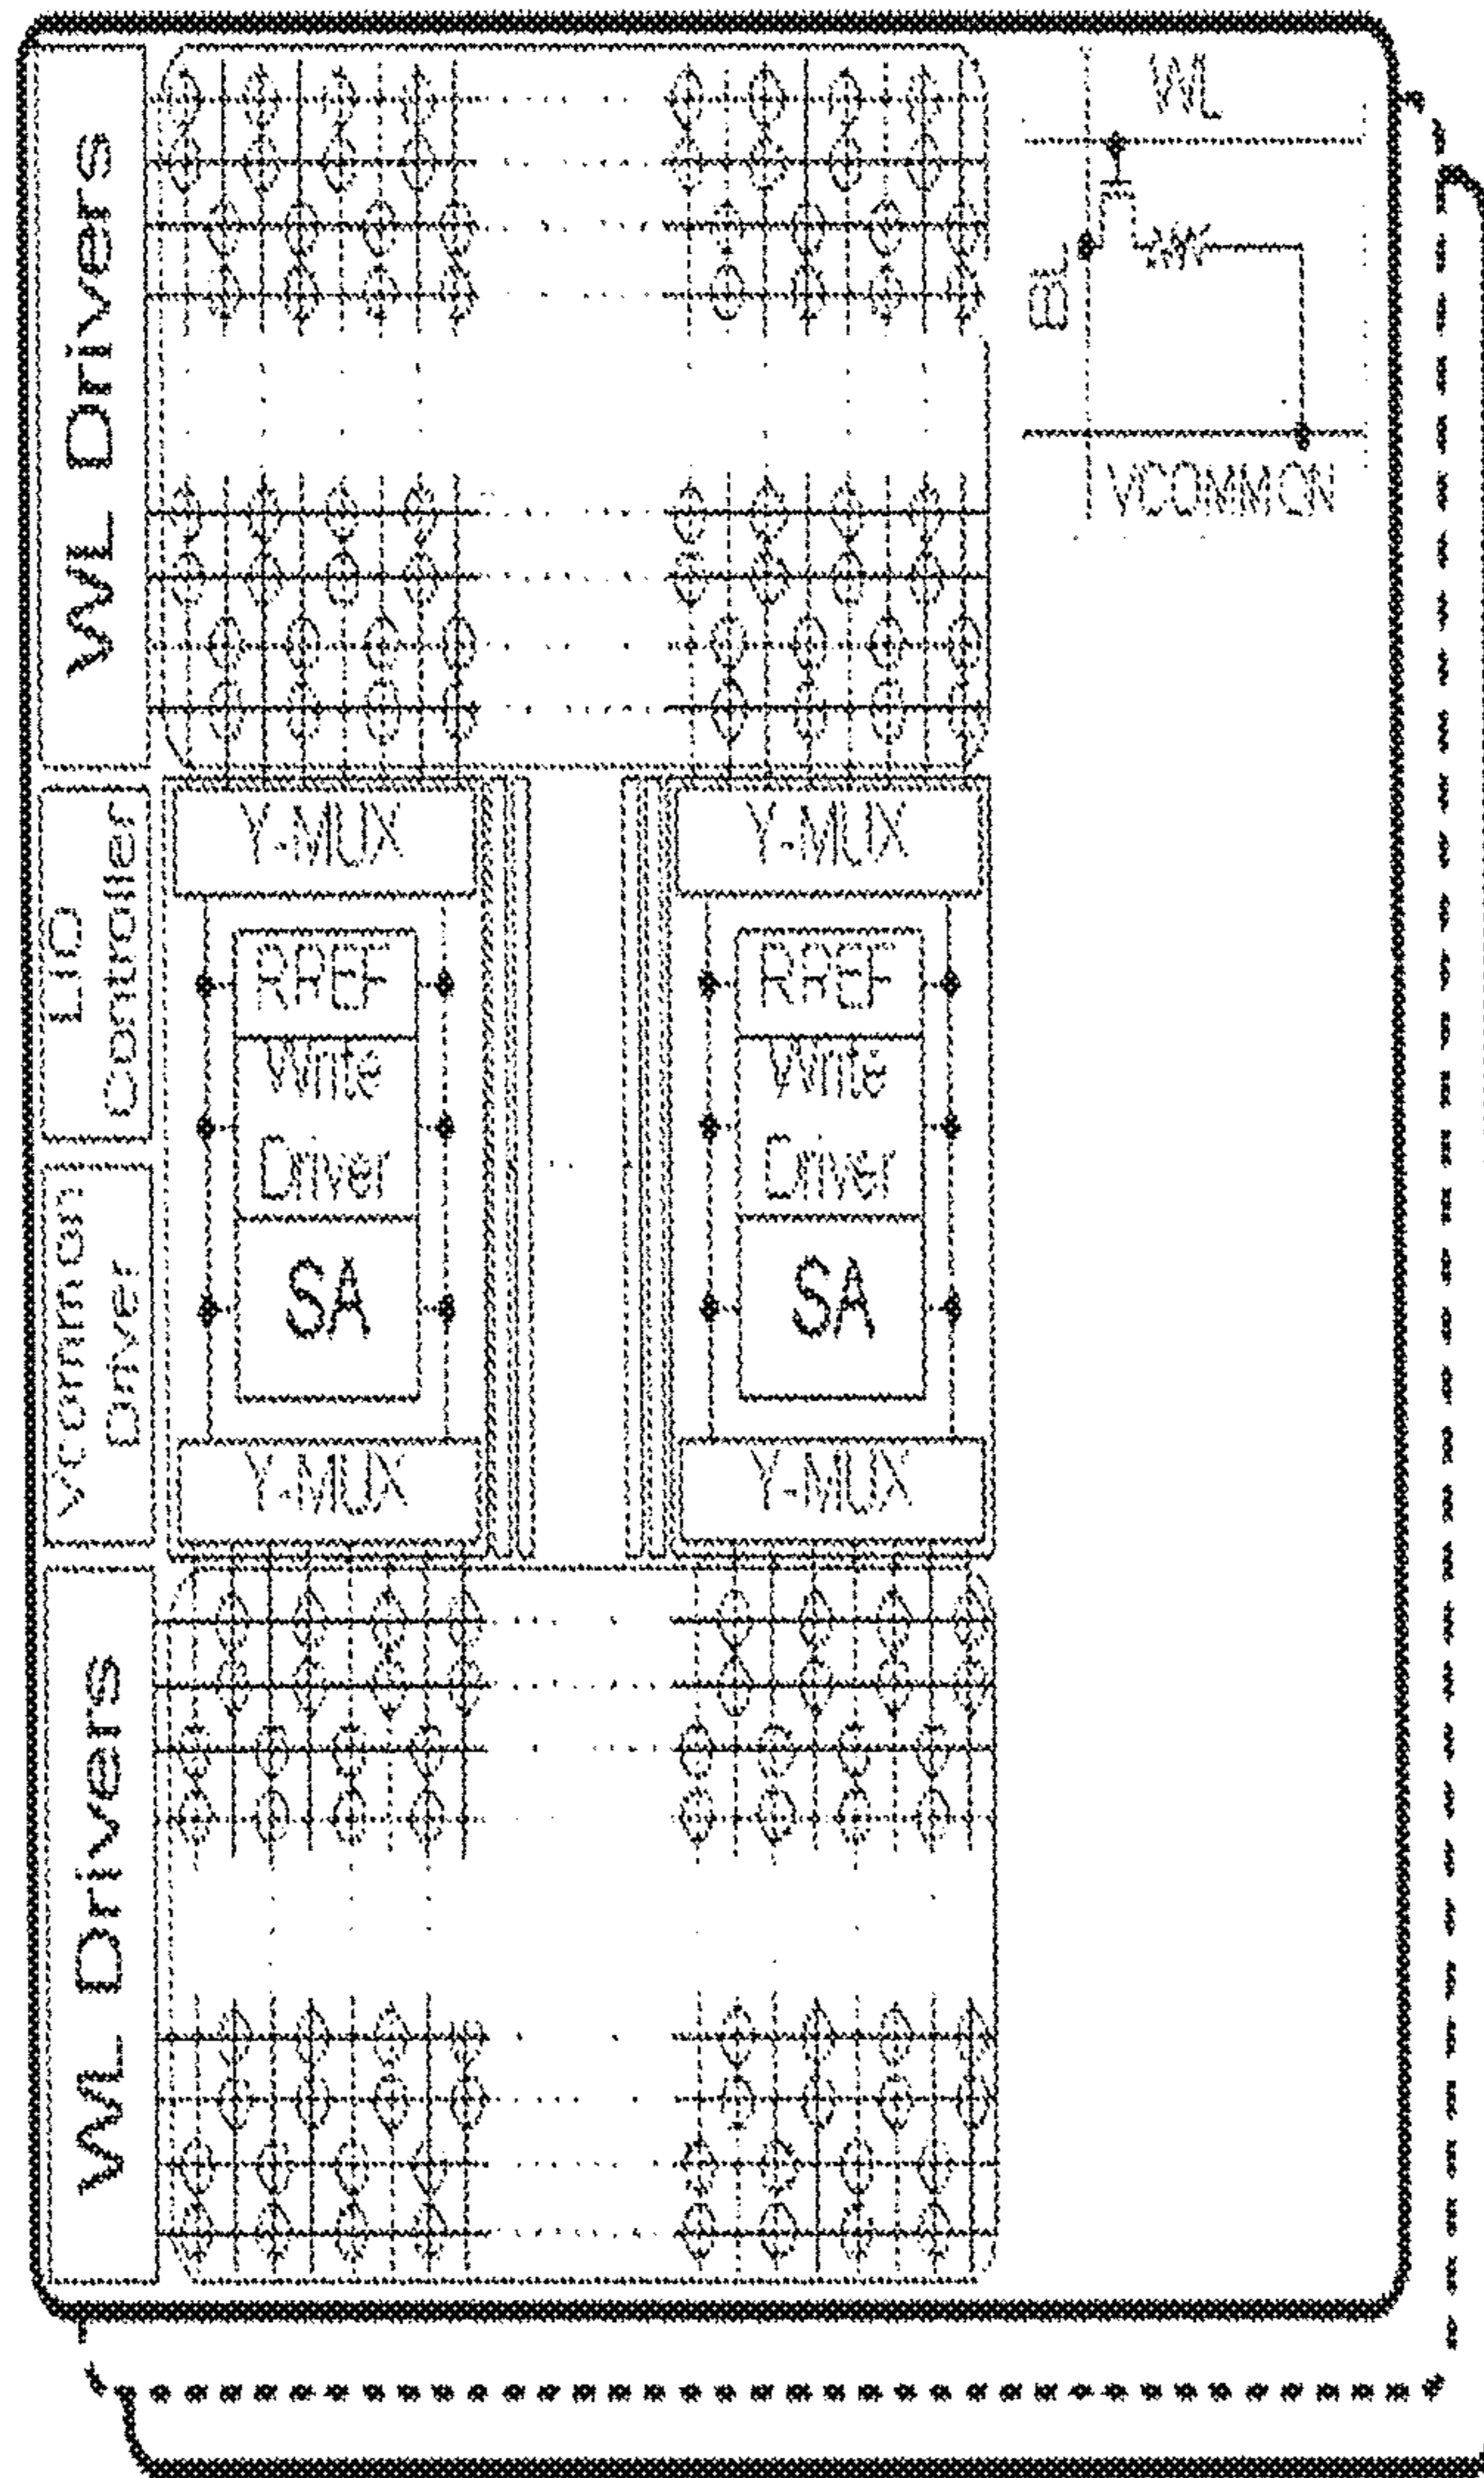 WL Drivers
WL
BL
VCOMMON
LIO
Controller
Y-MUX
Y-MUX
RREF
Write
Driver
SA
RREF
Write
Driver
SA
Vcommon
Driver
Y-MUX
Y-MUX
WL Drivers